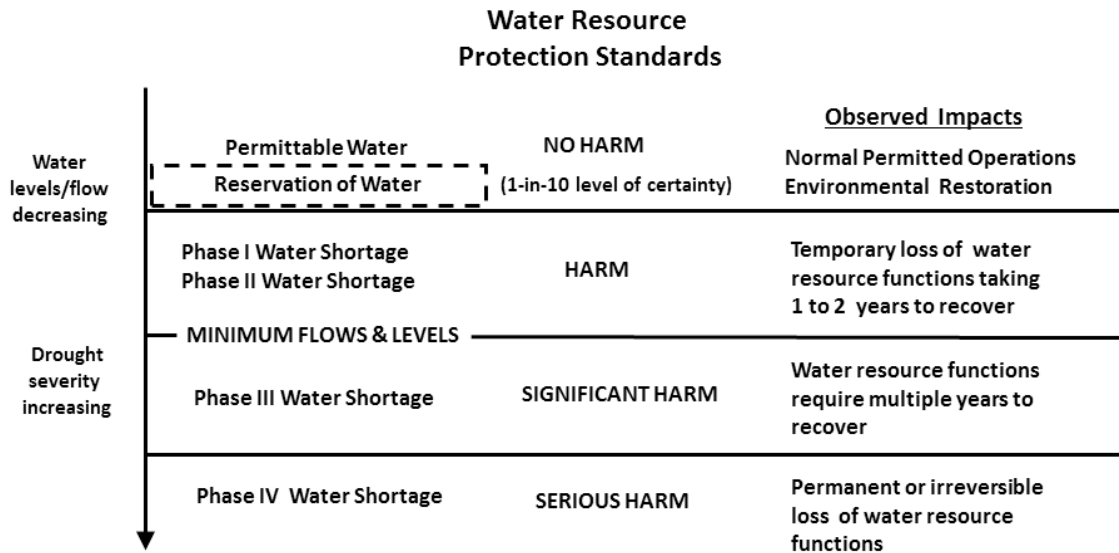 Water Resource
Protection Standards
Water
levels/flow
decreasing
Permittable Water
Reservation of Water
NO HARM
(1-in-10 level of certainty)
Observed Impacts
Normal Permitted Operations
Environmental Restoration
Phase I Water Shortage
Phase II Water Shortage
HARM
Temporary loss of water
resource functions taking
1 to 2 years to recover
MINIMUM FLOWS & LEVELS
Drought
severity
increasing
Phase III Water Shortage
SIGNIFICANT HARM
Water resource functions
require multiple years to
recover
Phase IV Water Shortage
SERIOUS HARM
Permanent or irreversible
loss of water resource
functions